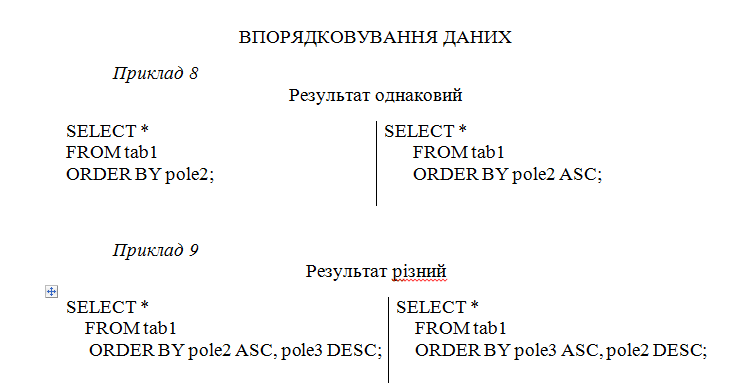 ВПОРЯДКОВУВАННЯ ДАНИХ
Приклад 8
Результат однаковий
SELECT *
FROM tab1
ORDER BY pole2;
SELECT *
FROM tab1
ORDER BY pole2 ASC;
Приклад 9
Результат різний
SELECT *
FROM tab1
ORDER BY pole2 ASC, pole3 DESC;
SELECT *
FROM tab1
ORDER BY pole3 ASC, pole2 DESC;